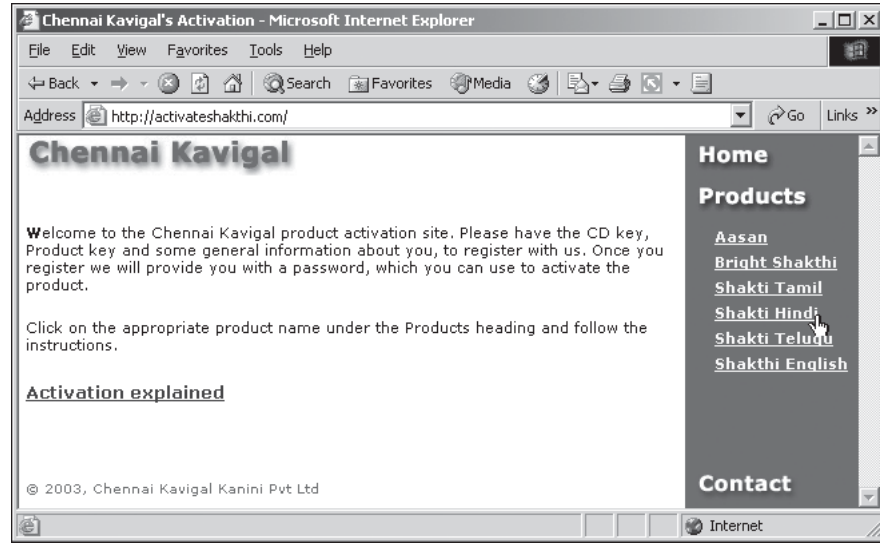 Chennai Kavigal's Activation - Microsoft Internet Explorer
File Edit View Favorites Tools Help
Back Search Favorites Media
Address http://activateshakthi.com/ Go Links »
Chennai Kavigal
Welcome to the Chennai Kavigal product activation site. Please have the CD key,
Product key and some general information about you, to register with us. Once you
register we will provide you with a password, which you can use to activate the
product.
Click on the appropriate product name under the Products heading and follow the
instructions.
Activation explained
© 2003, Chennai Kavigal Kanini Pvt Ltd
Home
Products
Aasan
Bright Shakthi
Shakti Tamil
Shakti Hindi
Shakti Telugu
Shakthi English
Contact
Internet